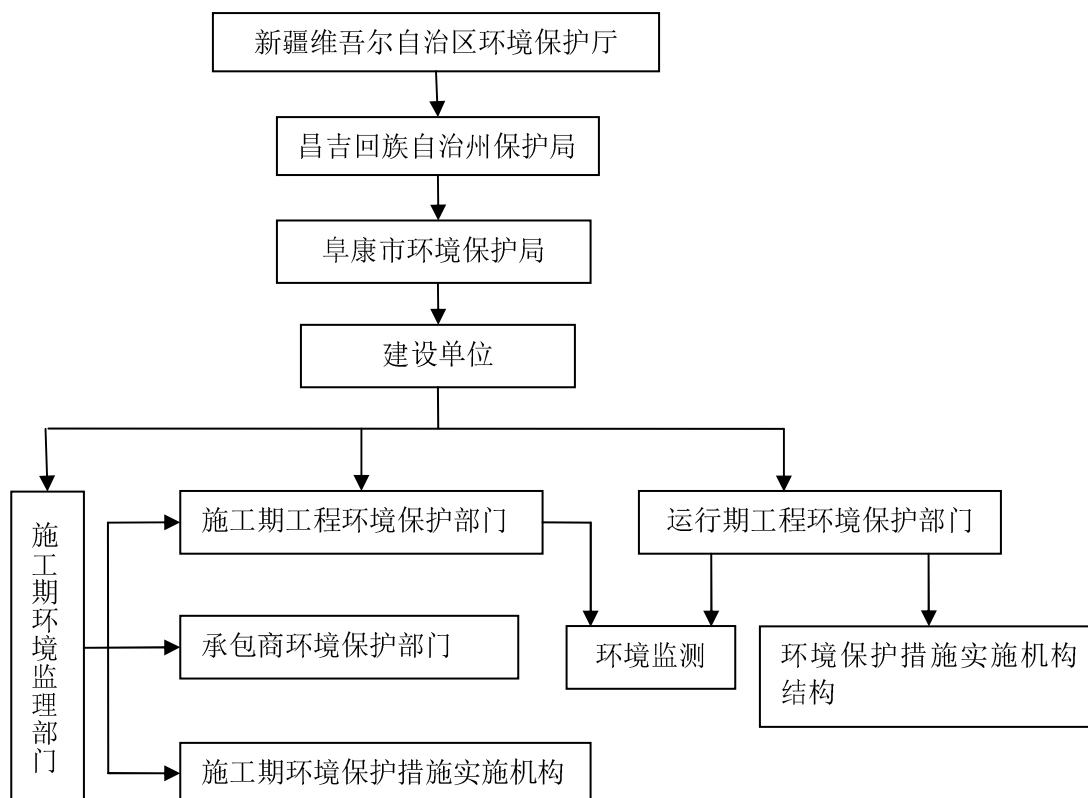 新疆维吾尔自治区环境保护厅
昌吉回族自治州保护局
阜康市环境保护局
建设单位
施工期环境监理部门
施工期工程环境保护部门
运行期工程环境保护部门
承包商环境保护部门
环境监测
环境保护措施实施机构
结构
施工期环境保护措施实施机构